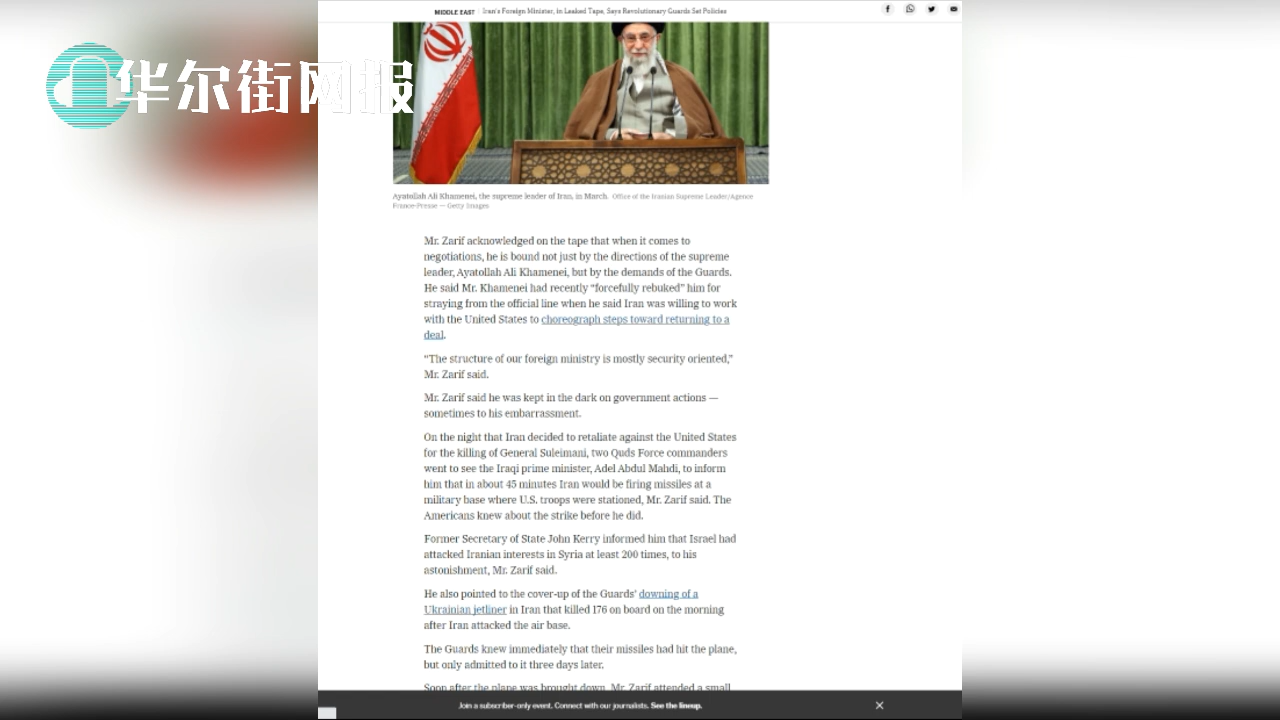 MIDDLE EAST | Iran's Foreign Minister, in Leaked Tape, Says Revolutionary Guards Set Policies
华尔街网报
Ayatollah Ali Khamenei, the supreme leader of Iran, in March. Office of the Iranian Supreme Leader/Agence
France-Presse — Getty Images
Mr. Zarif acknowledged on the tape that when it comes to
negotiations, he is bound not just by the directions of the supreme
leader, Ayatollah Ali Khamenei, but by the demands of the Guards.
He said Mr. Khamenei had recently “forcefully rebuked” him for
straying from the official line when he said Iran was willing to work
with the United States to choreograph steps toward returning to a
deal.
“The structure of our foreign ministry is mostly security oriented,”
Mr. Zarif said.
Mr. Zarif said he was kept in the dark on government actions —
sometimes to his embarrassment.
On the night that Iran decided to retaliate against the United States
for the killing of General Suleimani, two Quds Force commanders
went to see the Iraqi prime minister, Adel Abdul Mahdi, to inform
him that in about 45 minutes Iran would be firing missiles at a
military base where U.S. troops were stationed, Mr. Zarif said. The
Americans knew about the strike before he did.
Former Secretary of State John Kerry informed him that Israel had
attacked Iranian interests in Syria at least 200 times, to his
astonishment, Mr. Zarif said.
He also pointed to the cover-up of the Guards’ downing of a
Ukrainian jetliner in Iran that killed 176 on board on the morning
after Iran attacked the air base.
The Guards knew immediately that their missiles had hit the plane,
but only admitted to it three days later.
Soon after the plane was brought down, Mr. Zarif attended a small
Join a subscriber-only event. Connect with our journalists. See the lineup.